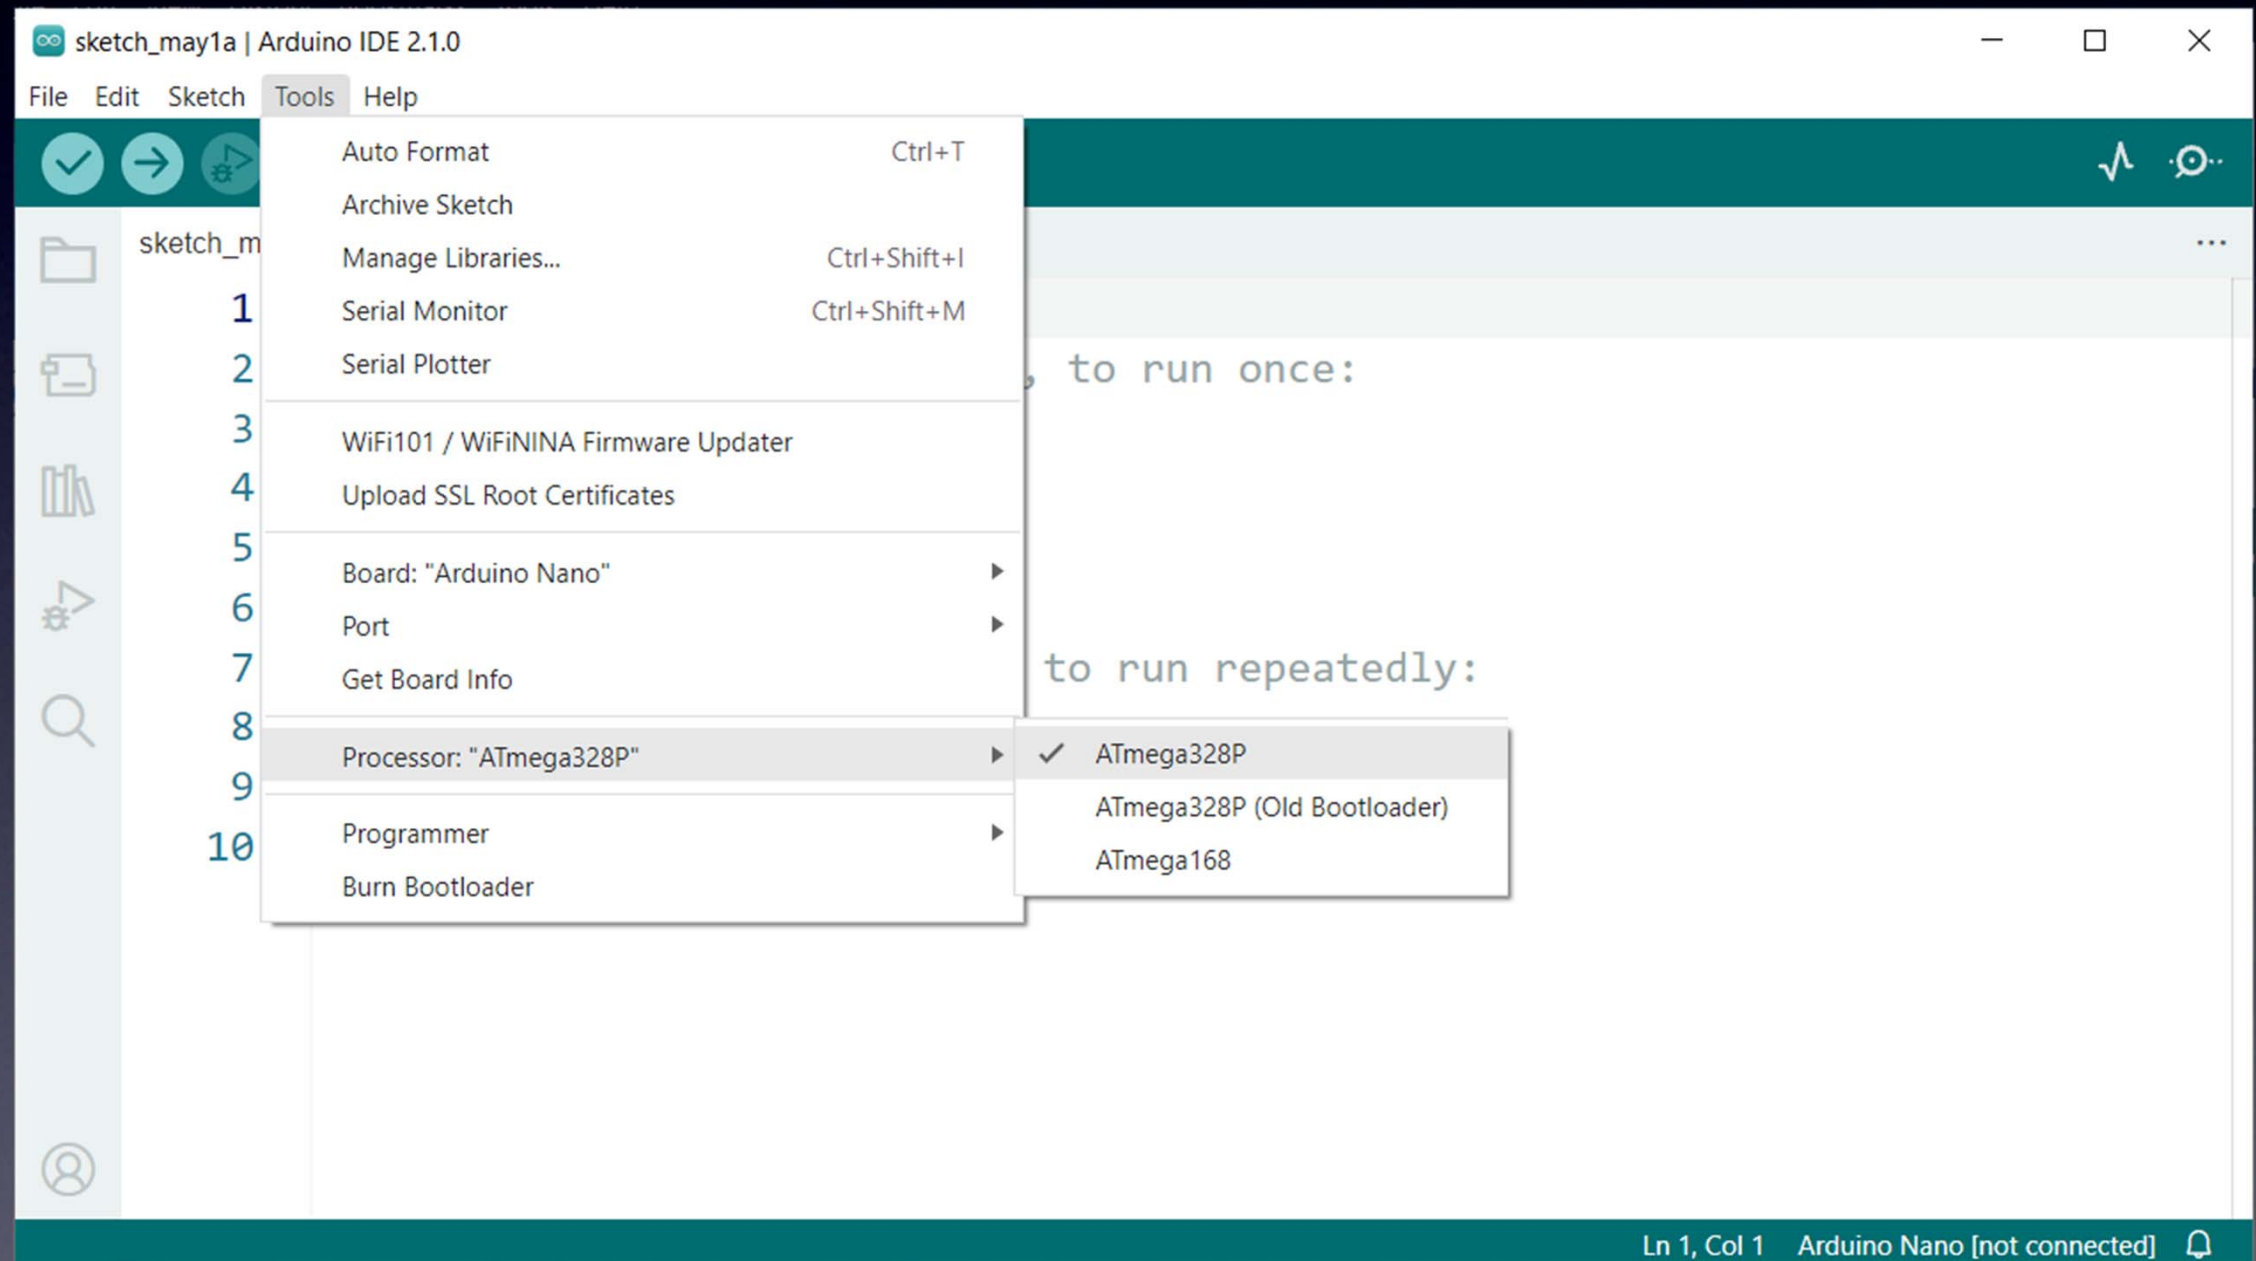 sketch_may1a | Arduino IDE 2.1.0
File Edit Sketch Tools Help
Auto Format Ctrl+T
Archive Sketch
sketch_m
Manage Libraries... Ctrl+Shift+I
1
Serial Monitor Ctrl+Shift+M
2
Serial Plotter
, to run once:
3
WiFi101 / WiFiNINA Firmware Updater
4
Upload SSL Root Certificates
5
Board: "Arduino Nano"
6
Port
7
Get Board Info
to run repeatedly:
8
Processor: "ATmega328P"
ATmega328P
9
ATmega328P (Old Bootloader)
10
Programmer
ATmega168
Burn Bootloader
Ln 1, Col 1 Arduino Nano [not connected]